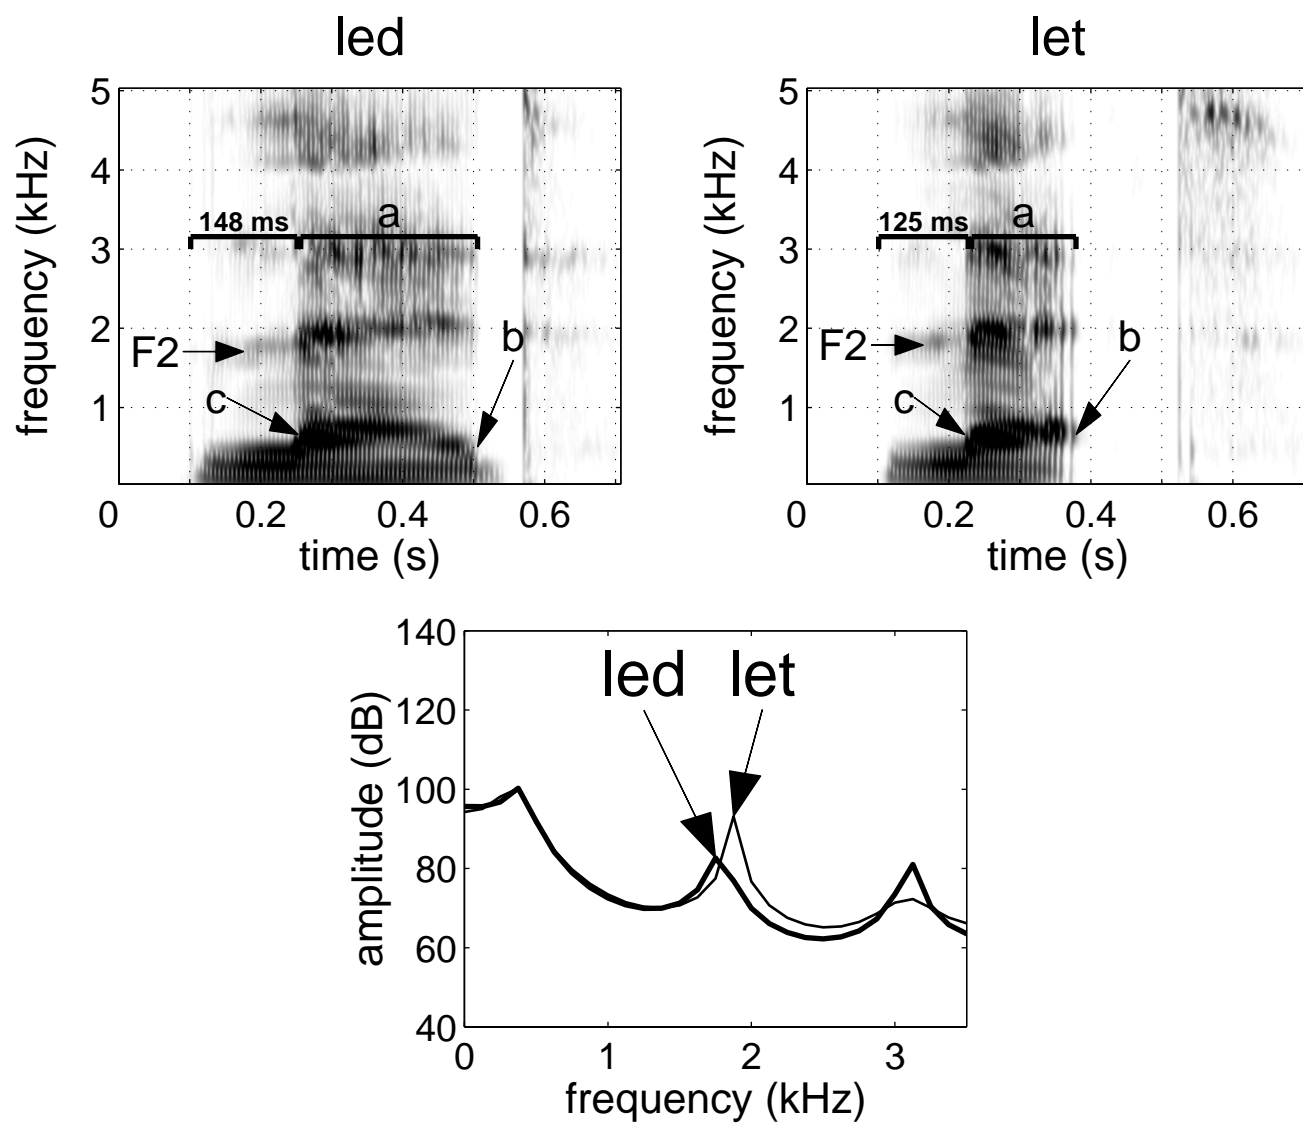 led
let
5
4
3
2
1
frequency (kHz)
148 ms
a
F2
c
b
0
0.2
0.4
0.6
time (s)
5
4
3
2
1
frequency (kHz)
125 ms
a
F2
c
b
0
0.2
0.4
0.6
time (s)
140
120
100
80
60
40
amplitude (dB)
led
let
0
1
2
3
frequency (kHz)